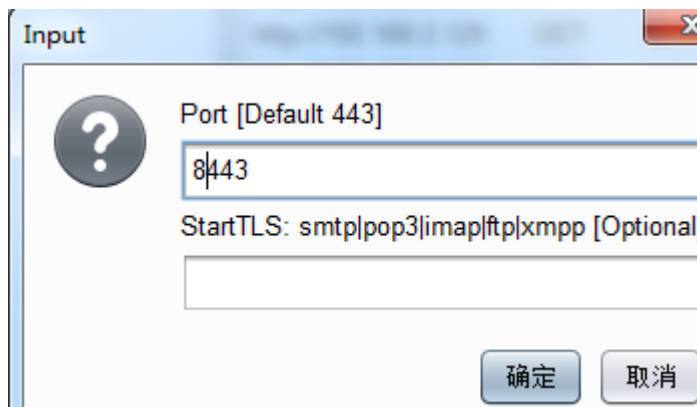 Input
Port [Default 443]
8443
StartTLS: smtp|pop3|imap|ftp|xmpp [Optional
确定 取消